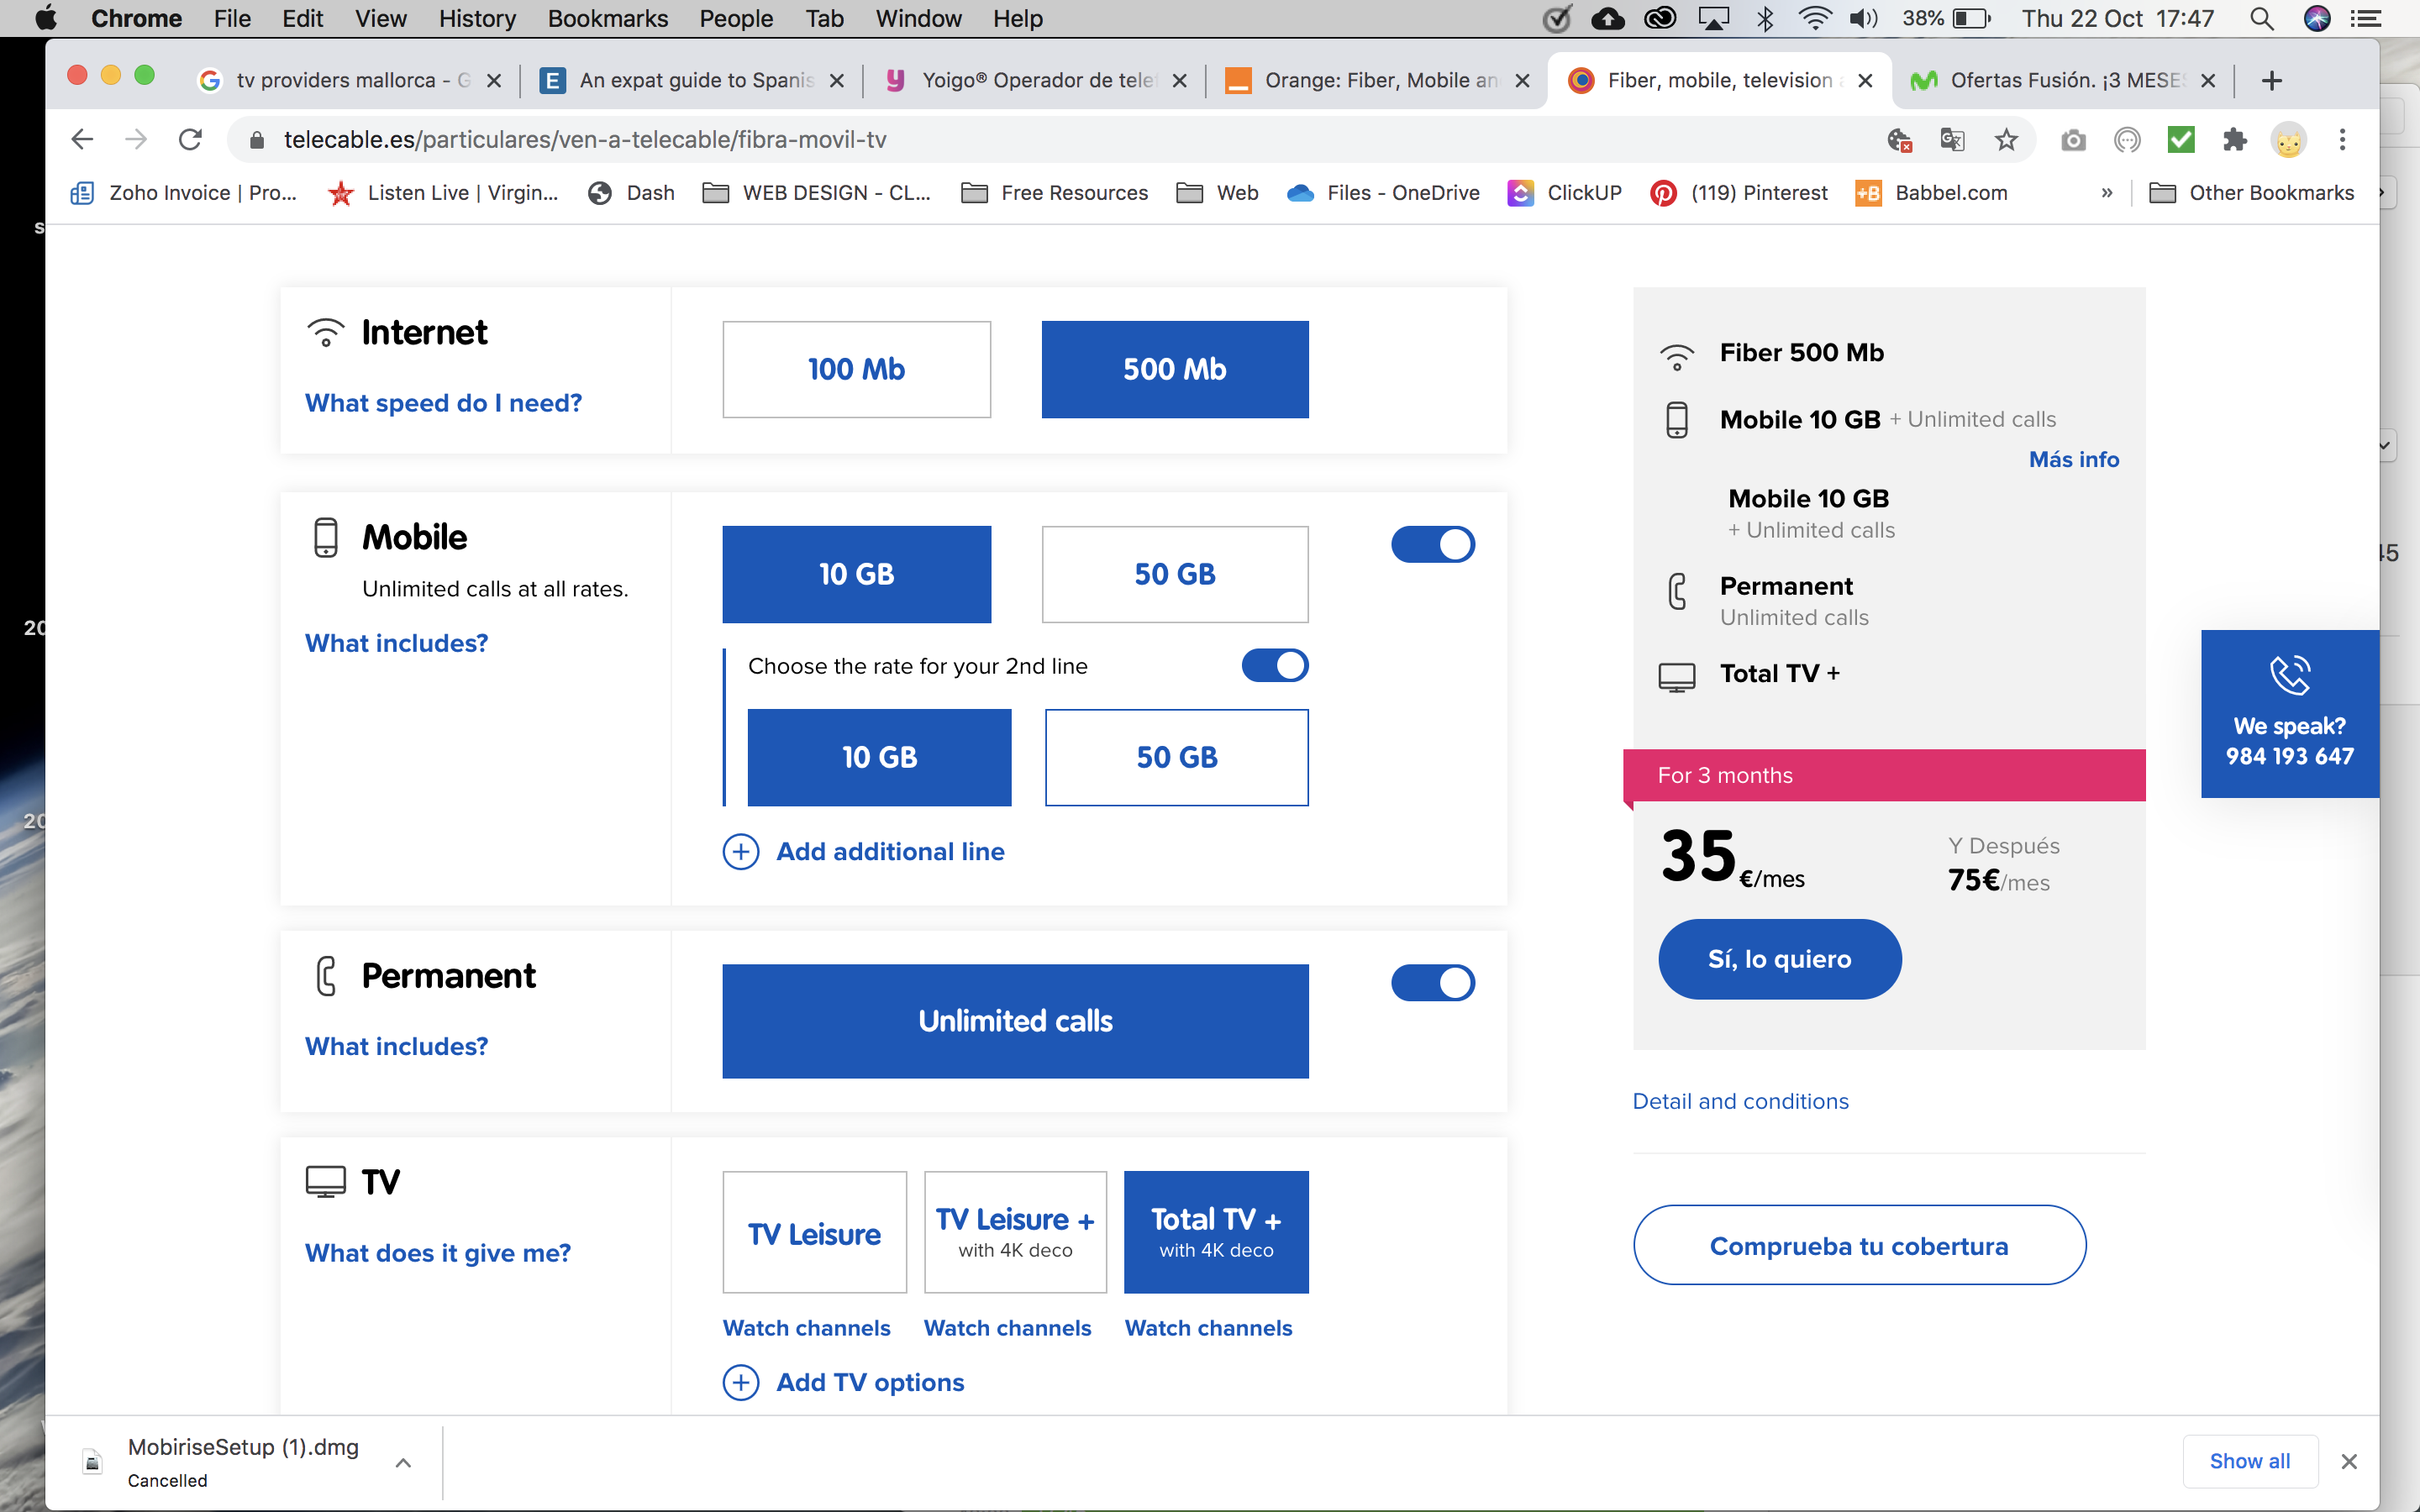 Chrome File Edit View History Bookmarks People Tab Window Help 38% Thu 22 Oct 17:47
tv providers mallorca - G An expat guide to Spanis Yoigo® Operador de tele Orange: Fiber, Mobile an Fiber, mobile, television a Ofertas Fusión. ¡3 MESES
telecable.es/particulares/ven-a-telecable/fibra-movil-tv
Zoho Invoice | Pro... Listen Live | Virgin... Dash WEB DESIGN - CL... Free Resources Web Files - OneDrive ClickUP (119) Pinterest +B Babbel.com » Other Bookmarks
Internet
What speed do I need?
100 Mb 500 Mb
Mobile
Unlimited calls at all rates.
What includes?
10 GB 50 GB
Choose the rate for your 2nd line
10 GB 50 GB
Add additional line
Permanent
What includes?
Unlimited calls
TV
What does it give me?
TV Leisure
TV Leisure +
with 4K deco
Total TV +
with 4K deco
Watch channels Watch channels Watch channels
Add TV options
Fiber 500 Mb
Mobile 10 GB + Unlimited calls
Más info
Mobile 10 GB
+ Unlimited calls
Permanent
Unlimited calls
Total TV +
For 3 months
35 €/mes
Y Después
75€/mes
Sí, lo quiero
Detail and conditions
Comprueba tu cobertura
We speak?
984 193 647
MobiriseSetup (1).dmg
Cancelled
Show all